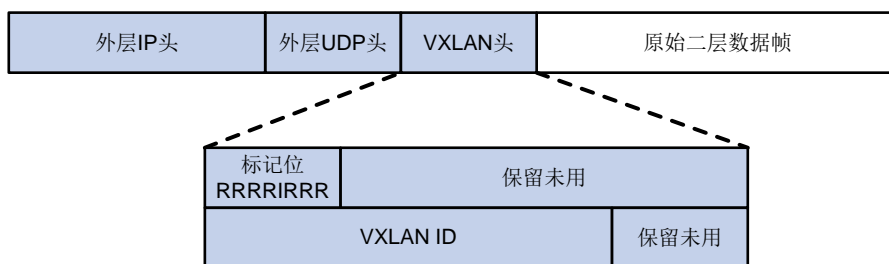 外层IP头
外层UDP头
VXLAN头
原始二层数据帧
标记位
RRRRIRRR
保留未用
VXLAN ID
保留未用